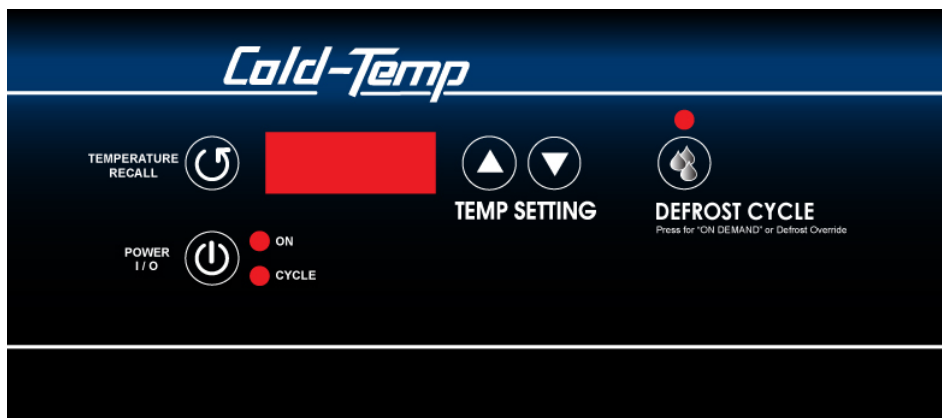 Cold-Temp
TEMPERATURE
RECALL
TEMP SETTING
DEFROST CYCLE
Press for "ON DEMAND" or Defrost Override
POWER
I / O
ON
CYCLE